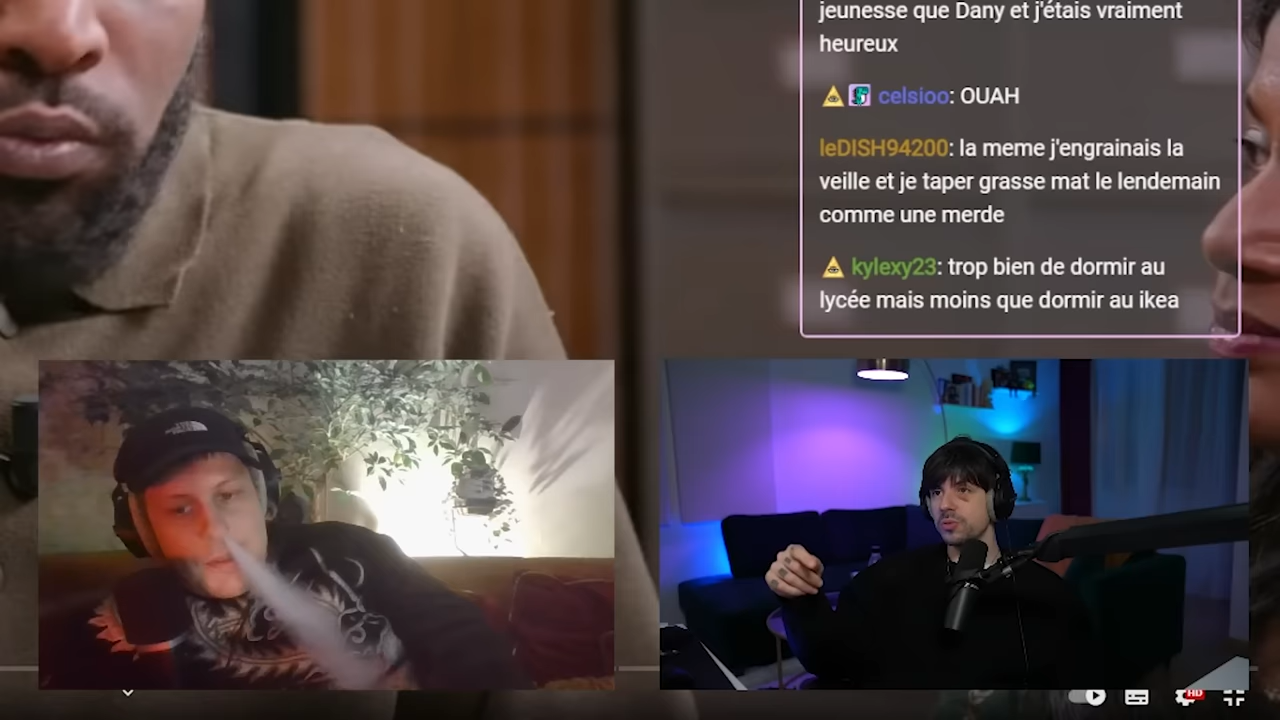 jeunesse que Dany et j'étais vraiment
heureux
celsioo: OUAH
leDISH94200: la meme j'engrainais la
veille et je taper grasse mat le lendemain
comme une merde
kylexy23: trop bien de dormir au
lycée mais moins que dormir au ikea
HD